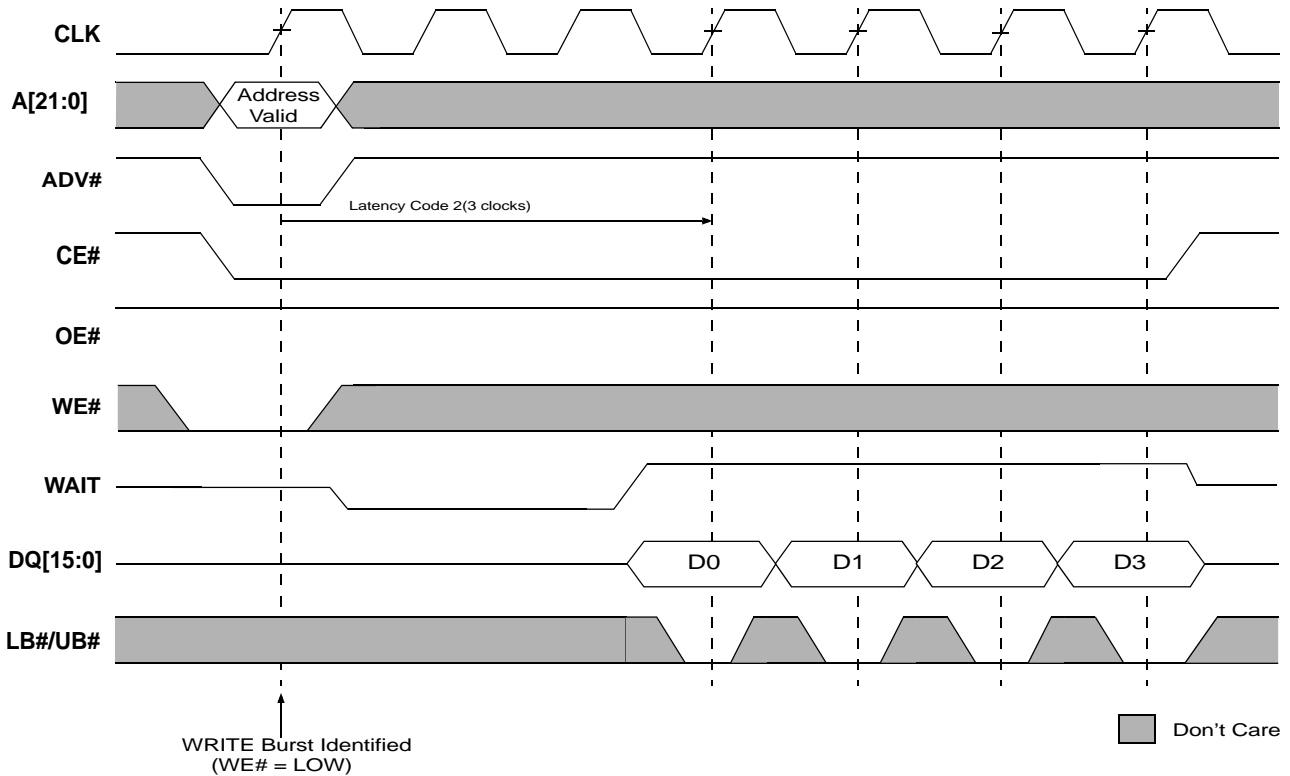 CLK
A[21:0]
Address
Valid
ADV#
Latency Code 2(3 clocks)
CE#
OE#
WE#
WAIT
DQ[15:0]
D0
D1
D2
D3
LB#/UB#
WRITE Burst Identified
(WE# = LOW)
Don't Care